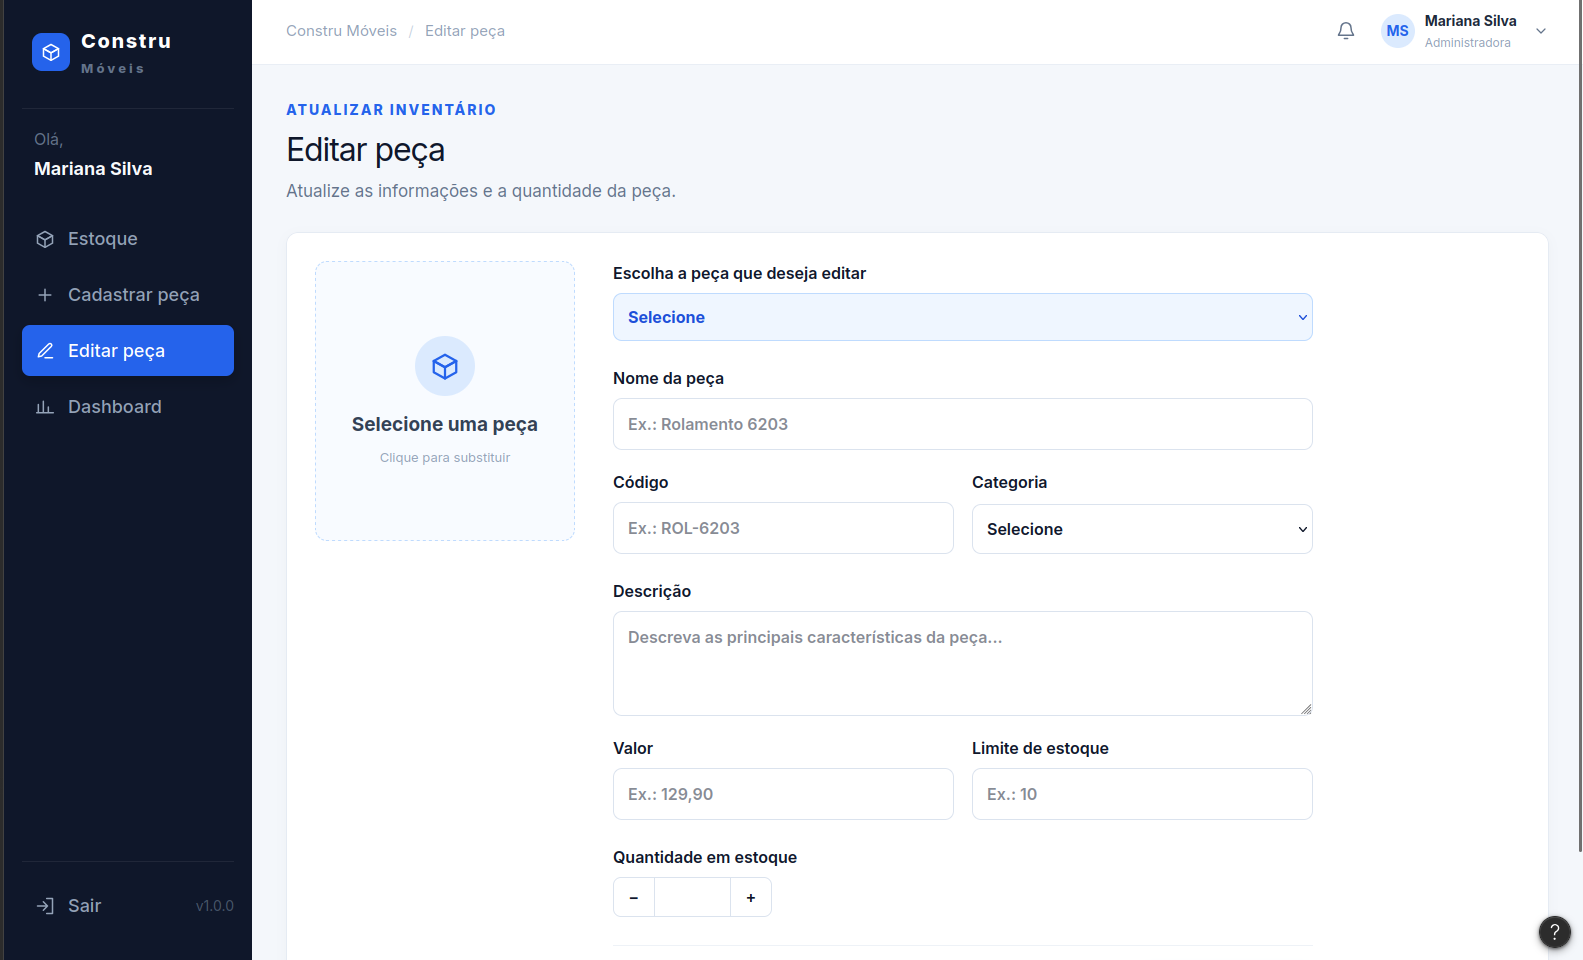 Constru
Móveis
Olá,
Mariana Silva
Estoque
Cadastrar peça
Editar peça
Dashboard
Sair
v1.0.0
Constru Móveis / Editar peça
MS
Mariana Silva
Administradora
ATUALIZAR INVENTÁRIO
Editar peça
Atualize as informações e a quantidade da peça.
Selecione uma peça
Clique para substituir
Escolha a peça que deseja editar
Selecione
Nome da peça
Ex.: Rolamento 6203
Código
Ex.: ROL-6203
Categoria
Selecione
Descrição
Descreva as principais características da peça...
Valor
Ex.: 129,90
Limite de estoque
Ex.: 10
Quantidade em estoque
− +
?